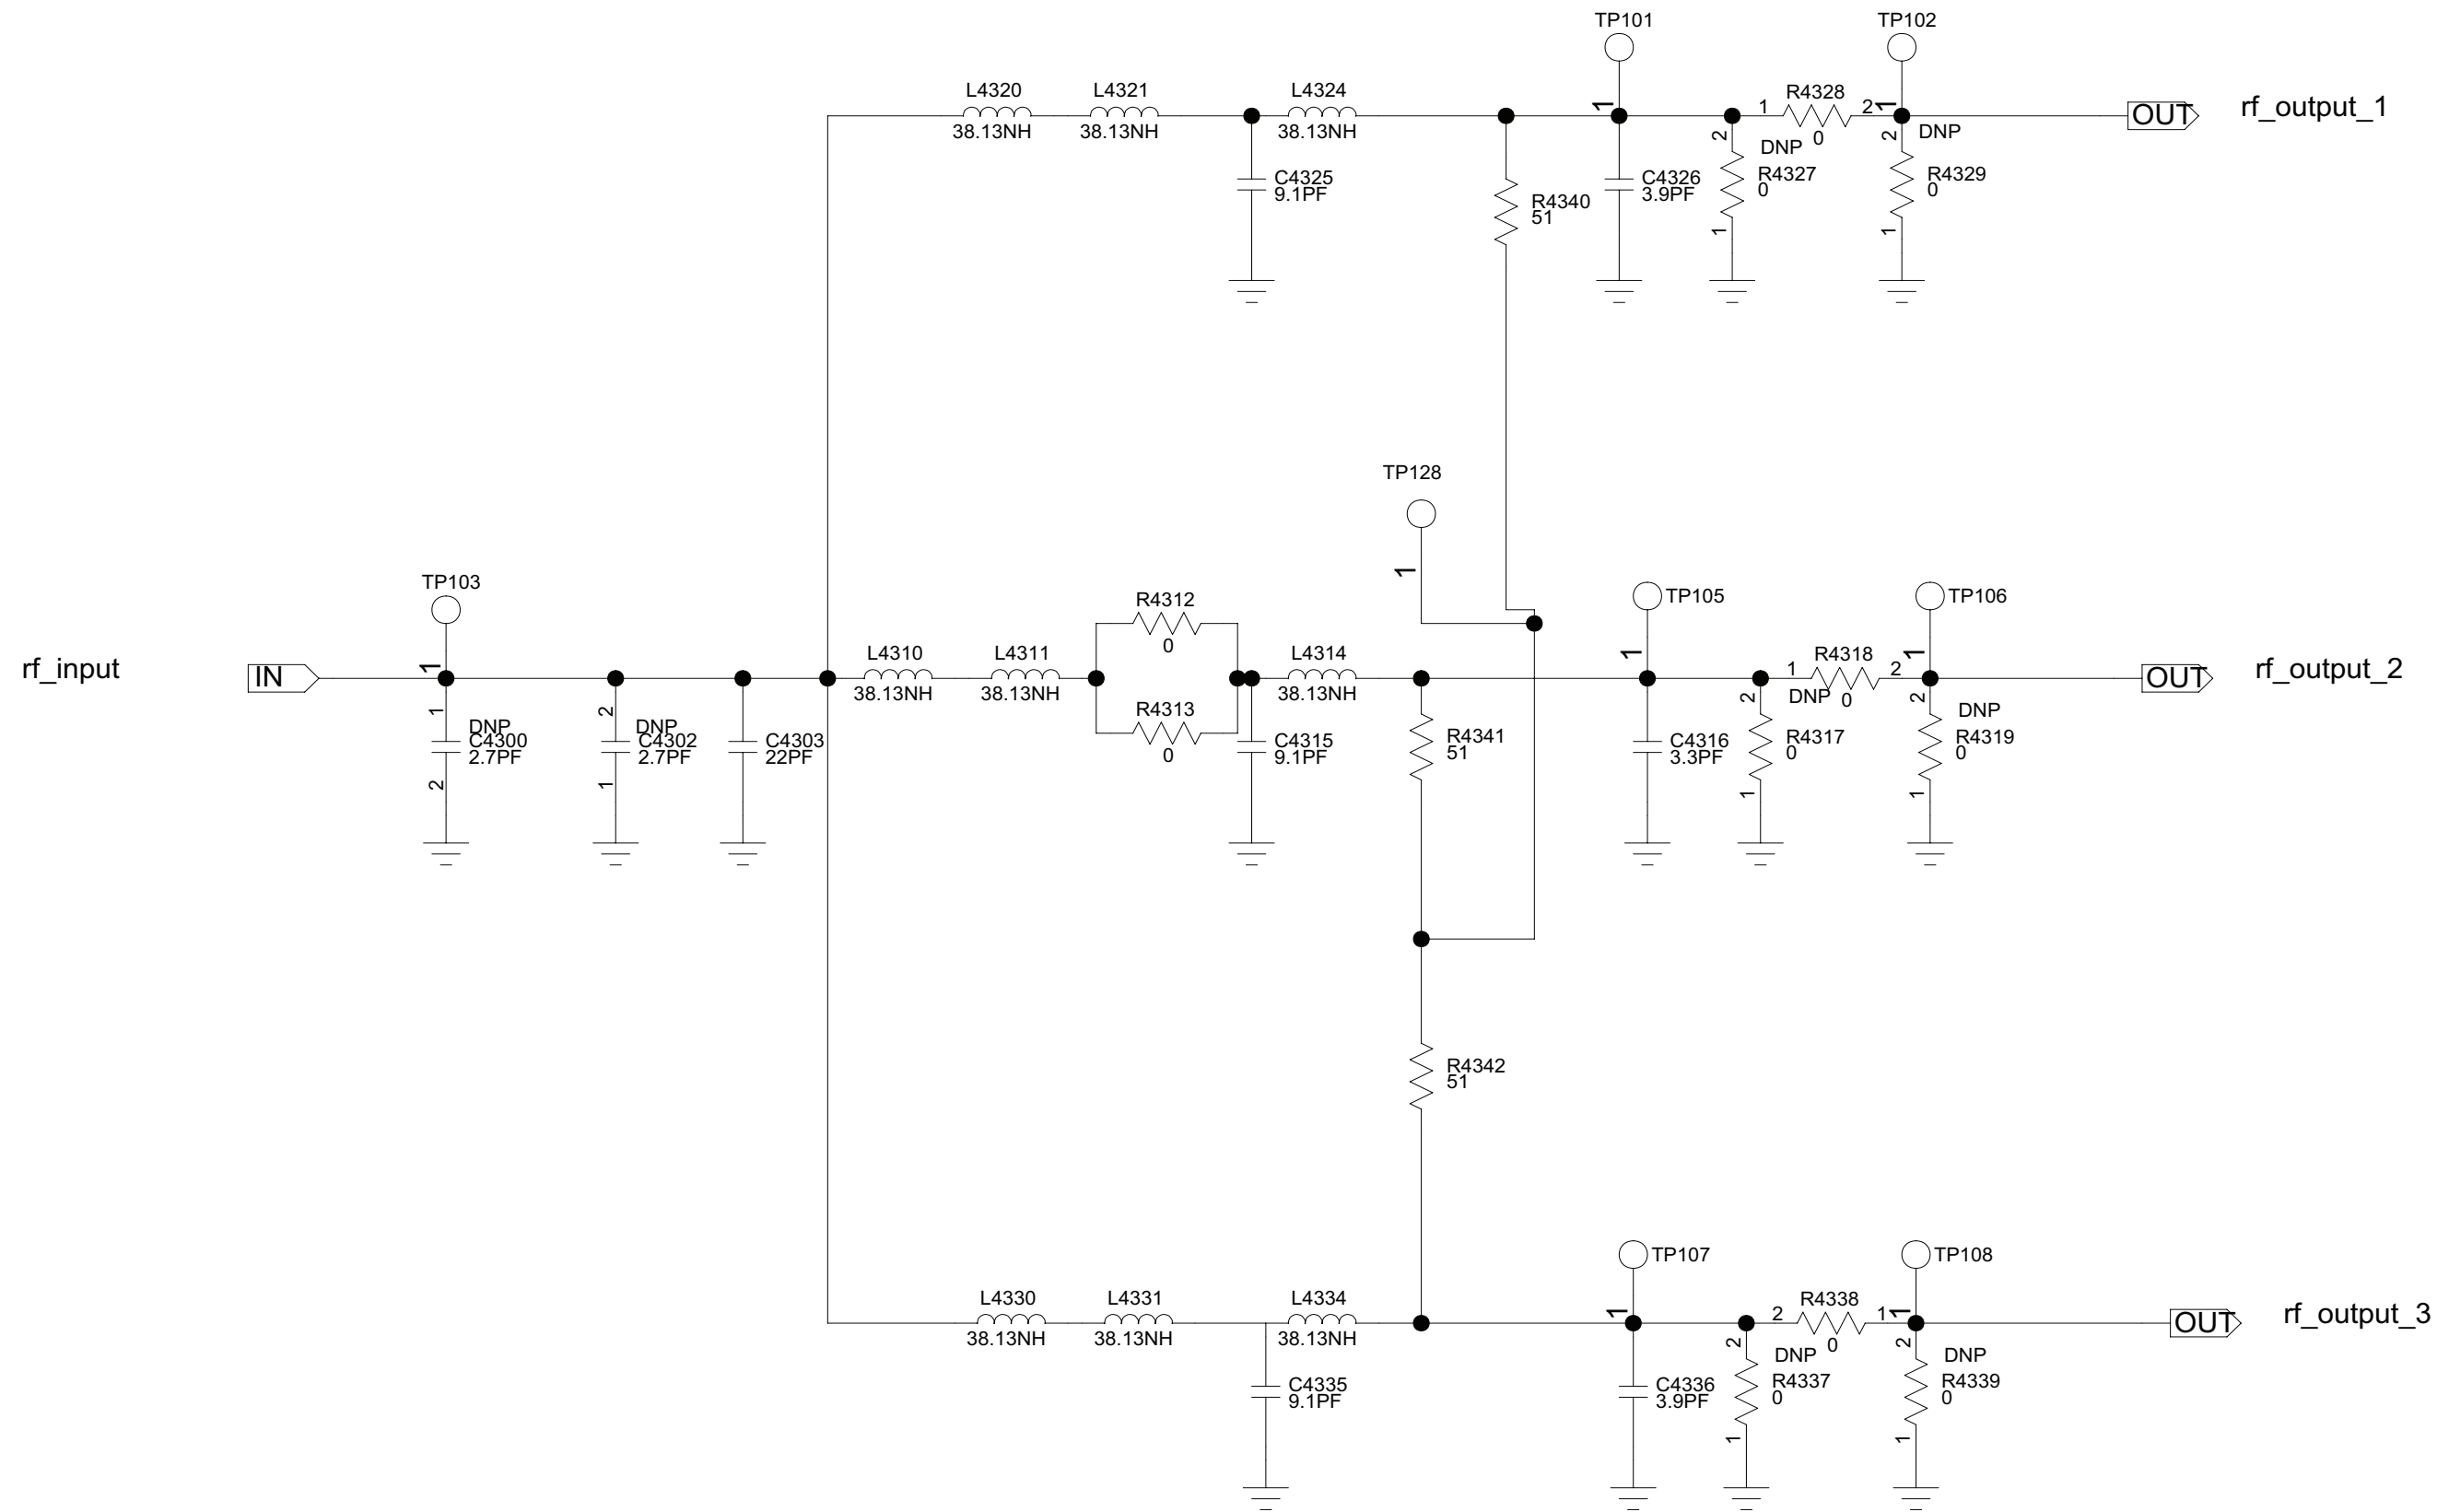 TP101
TP102
L4320
L4321
L4324
R4328
38.13NH
38.13NH
38.13NH
1
1
2
1
0
OUT
rf_output_1
2
DNP
2
DNP
C4325
9.1PF
R4340
51
C4326
3.9PF
R4327
0
R4329
0
1
1
TP128
1
TP103
R4312
0
TP105
TP106
rf_input
IN
1
L4310
38.13NH
L4311
38.13NH
L4314
38.13NH
1
1
R4318
2
1
0
OUT
rf_output_2
R4313
0
1
DNP
C4300
2.7PF
2
2
DNP
C4302
2.7PF
1
C4303
22PF
C4315
9.1PF
R4341
51
C4316
3.3PF
2
DNP
R4317
0
1
2
DNP
R4319
0
1
R4342
51
TP107
TP108
L4330
38.13NH
L4331
38.13NH
L4334
38.13NH
1
2
R4338
1
1
0
OUT
rf_output_3
C4335
9.1PF
C4336
3.9PF
2
DNP
R4337
0
1
2
DNP
R4339
0
1